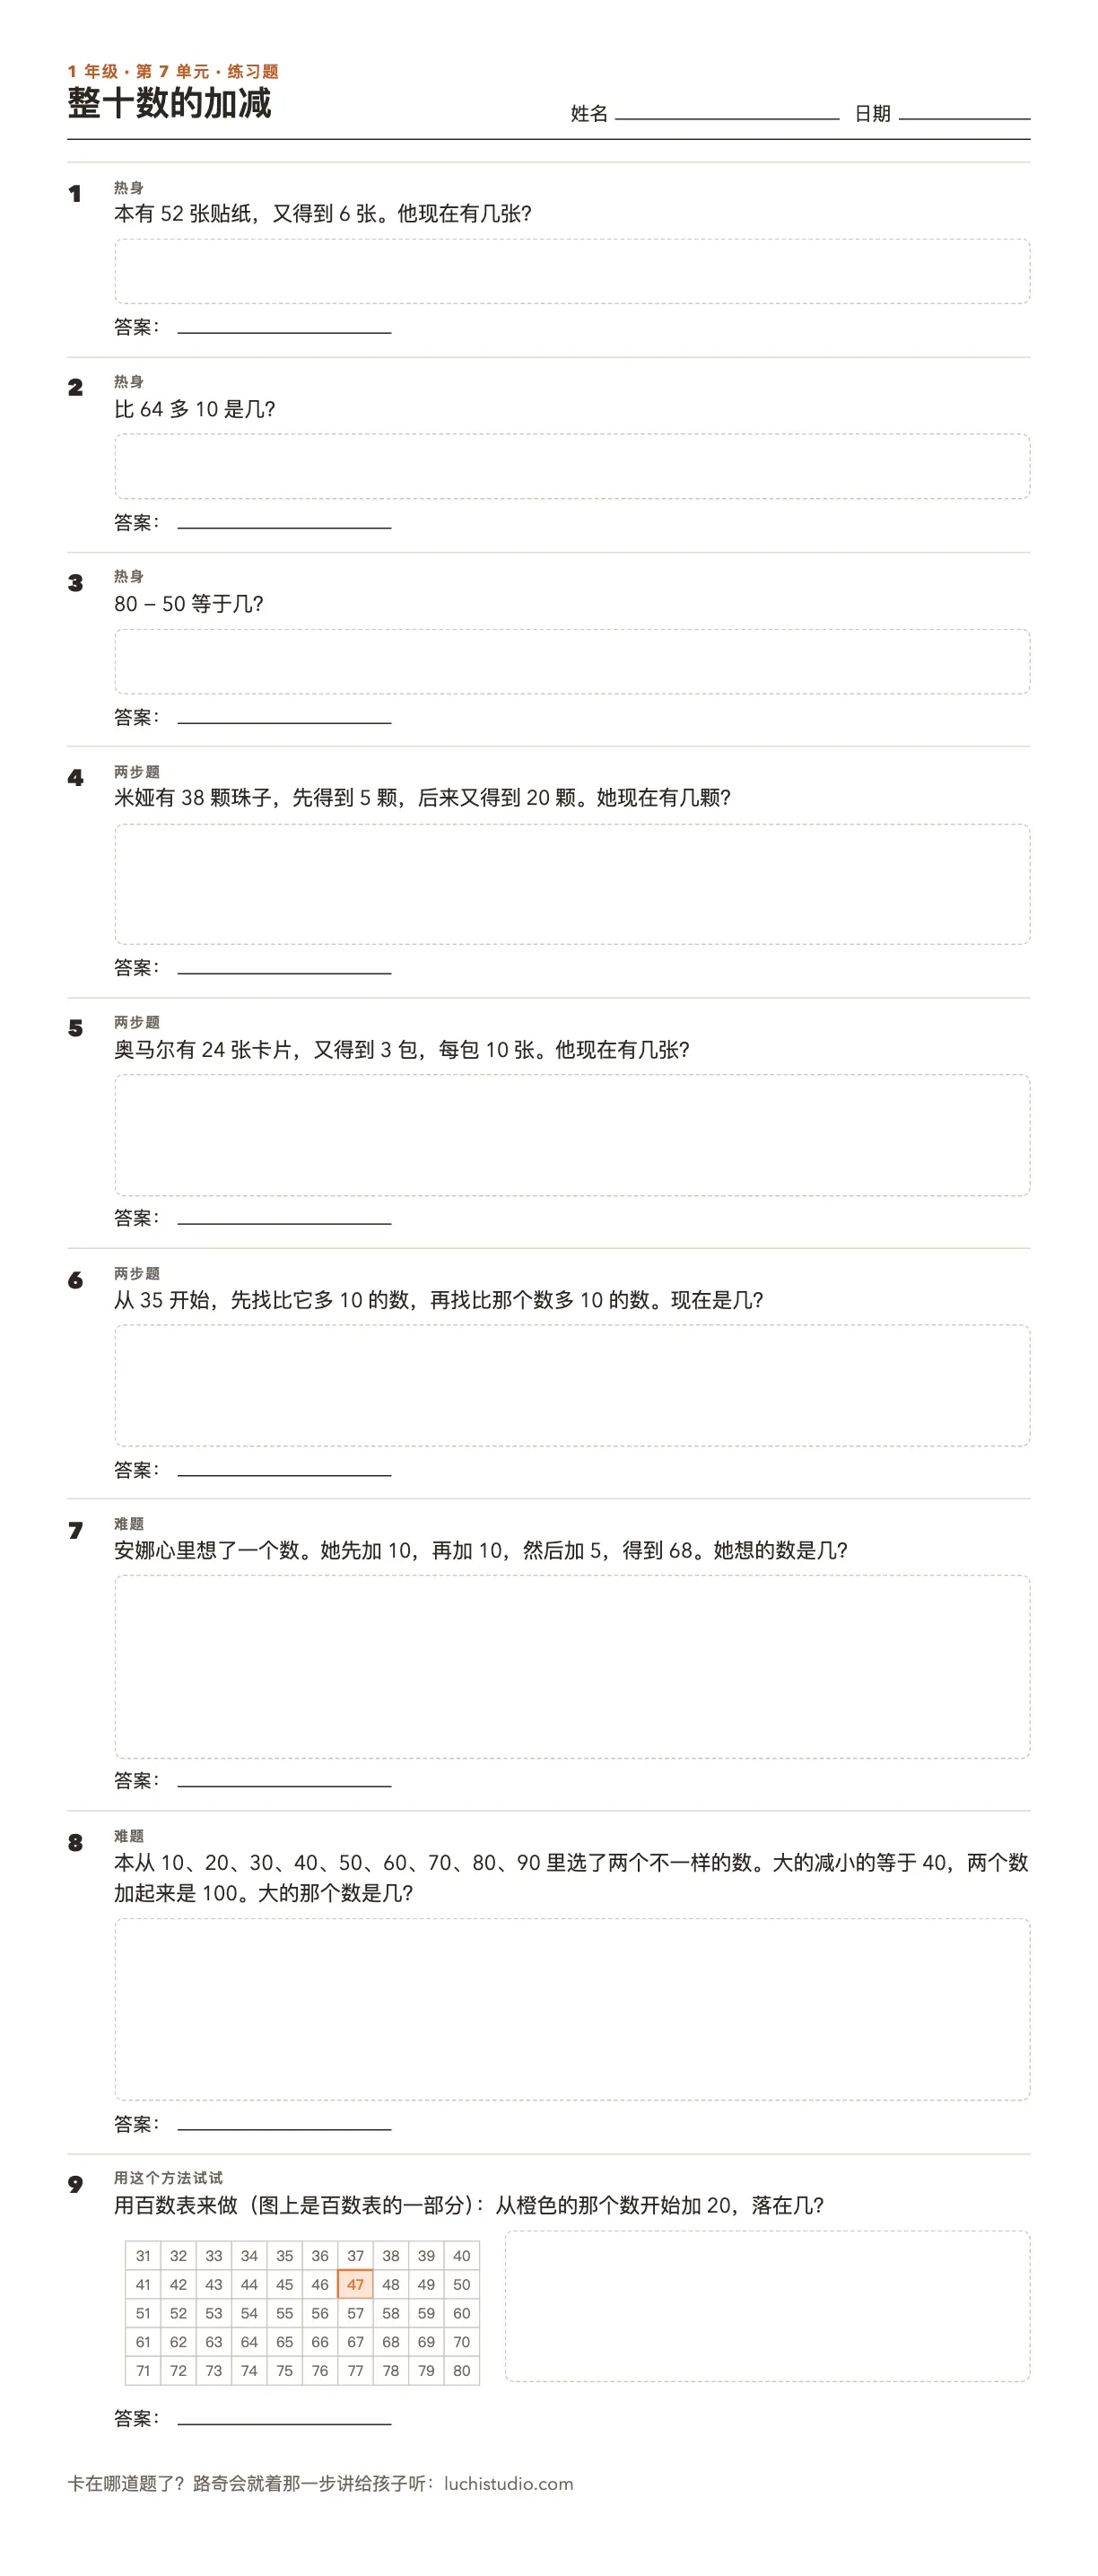 1 年级 · 第 7 单元 · 练习题
整十数的加减
姓名 日期
1 热身
本有 52 张贴纸，又得到 6 张。他现在有几张？
答案：
2 热身
比 64 多 10 是几？
答案：
3 热身
80 – 50 等于几？
答案：
4 两步题
米娅有 38 颗珠子，先得到 5 颗，后来又得到 20 颗。她现在有几颗？
答案：
5 两步题
奥马尔有 24 张卡片，又得到 3 包，每包 10 张。他现在有几张？
答案：
6 两步题
从 35 开始，先找比它多 10 的数，再找比那个数多 10 的数。现在是几？
答案：
7 难题
安娜心里想了一个数。她先加 10，再加 10，然后加 5，得到 68。她想的数是几？
答案：
8 难题
本从 10、20、30、40、50、60、70、80、90 里选了两个不一样的数。大的减小的等于 40，两个数
加起来是 100。大的那个数是几？
答案：
9 用这个方法试试
用百数表来做（图上是百数表的一部分）：从橙色的那个数开始加 20，落在几？
31 32 33 34 35 36 37 38 39 40
41 42 43 44 45 46 47 48 49 50
51 52 53 54 55 56 57 58 59 60
61 62 63 64 65 66 67 68 69 70
71 72 73 74 75 76 77 78 79 80
答案：
卡在哪道题了？路奇会就着那一步讲给孩子听：luchistudio.com